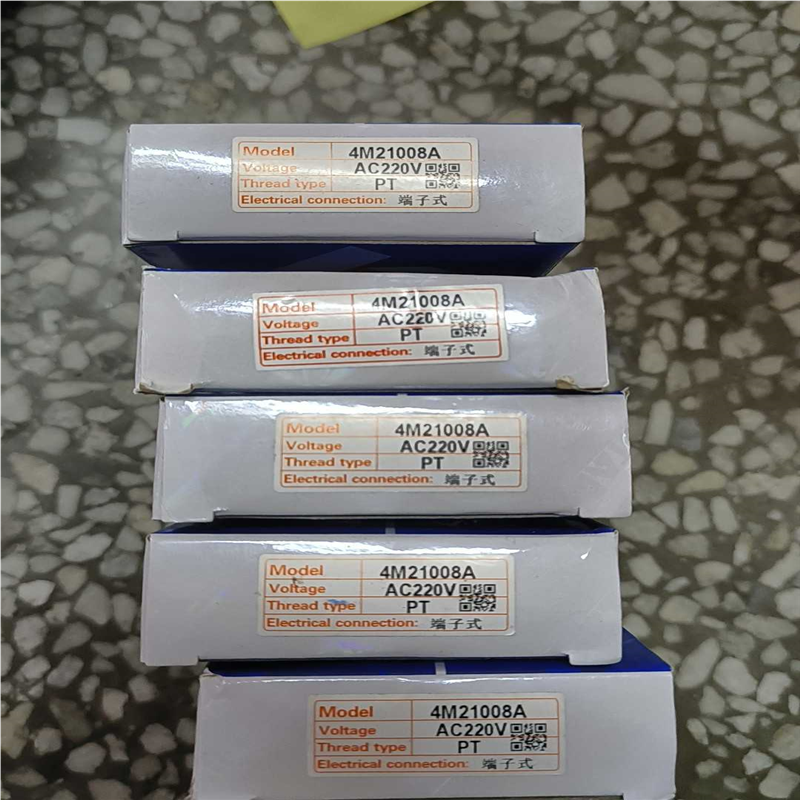 Model 4M21008A
Voltage AC220V
Thread type PT
Electrical connection: 端子式
Model 4M21008A
Voltage AC220V
Thread type PT
Electrical connection: 端子式
Model 4M21008A
Voltage AC220V
Thread type PT
Electrical connection: 端子式
Model 4M21008A
Voltage AC220V
Thread type PT
Electrical connection: 端子式
Model 4M21008A
Voltage AC220V
Thread type PT
Electrical connection: 端子式